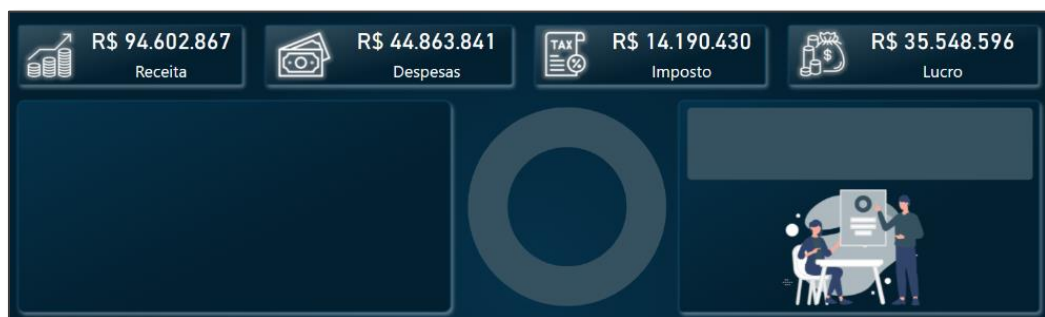 R$ 94.602.867
Receita
R$ 44.863.841
Despesas
TAX
R$ 14.190.430
Imposto
R$ 35.548.596
Lucro